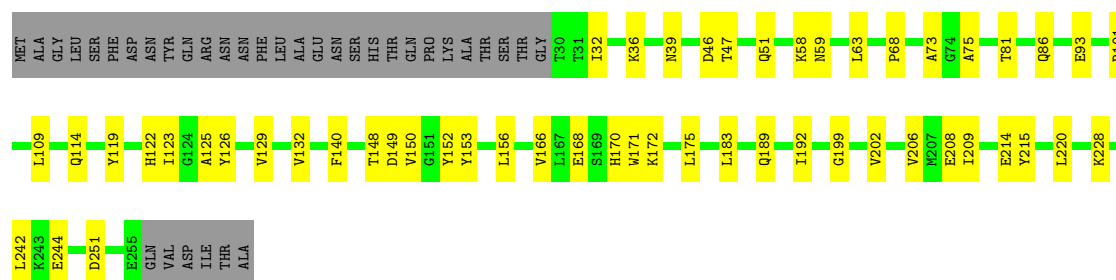 MET ALA GLY LEU SER PHE ASP ASN TYR GLN ARG ASN ASN PHE LEU ALA GLU ASN SER HIS THR GLN PRO LYS ALA THR SER THR GLY T30 T31 I32 K36 N39 D46 T47 Q51 K58 N59 L63 P68 A73 G74 A75 T81 Q86 E93
L109 Q114 Y119 H122 I123 G124 A125 Y126 V129 V132 F140 T148 D149 V150 G151 Y152 Y153 L156 V166 L167 E168 S169 H170 W171 K172 L175 L183 Q189 I192 G199 V202 V206 M207 E208 I209 E214 Y215 L220 K228
L242 K243 E244 D251 E255 GLN VAL ASP ILE THR ALA